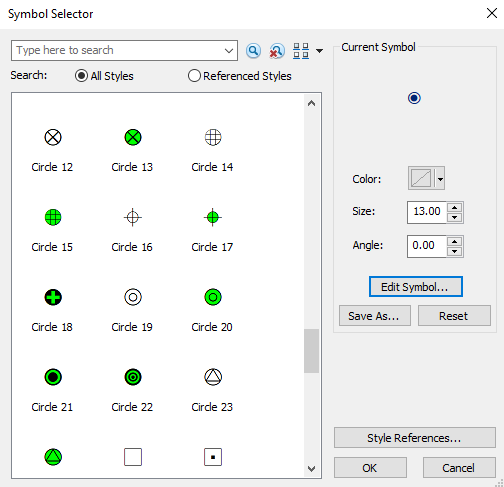 Symbol Selector
Type here to search
Search: All Styles Referenced Styles
Circle 12 Circle 13 Circle 14
Circle 15 Circle 16 Circle 17
Circle 18 Circle 19 Circle 20
Circle 21 Circle 22 Circle 23
Current Symbol
Color:
Size: 13.00
Angle: 0.00
Edit Symbol...
Save As... Reset
Style References...
OK Cancel